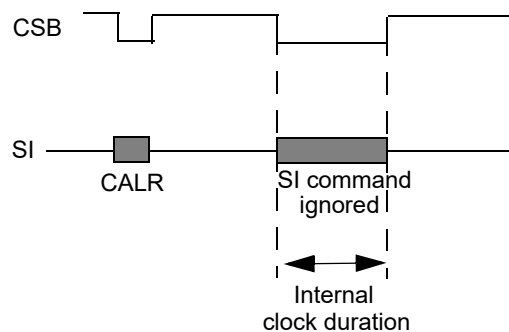 CSB
SI
CALR
SI command
ignored
Internal
clock duration